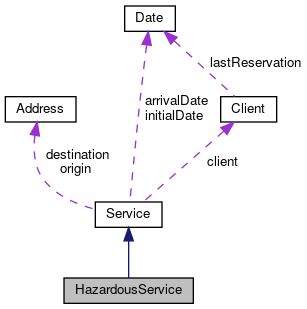 Date
lastReservation
Address
arrivalDate
initialDate
Client
destination
origin
client
Service
HazardousService